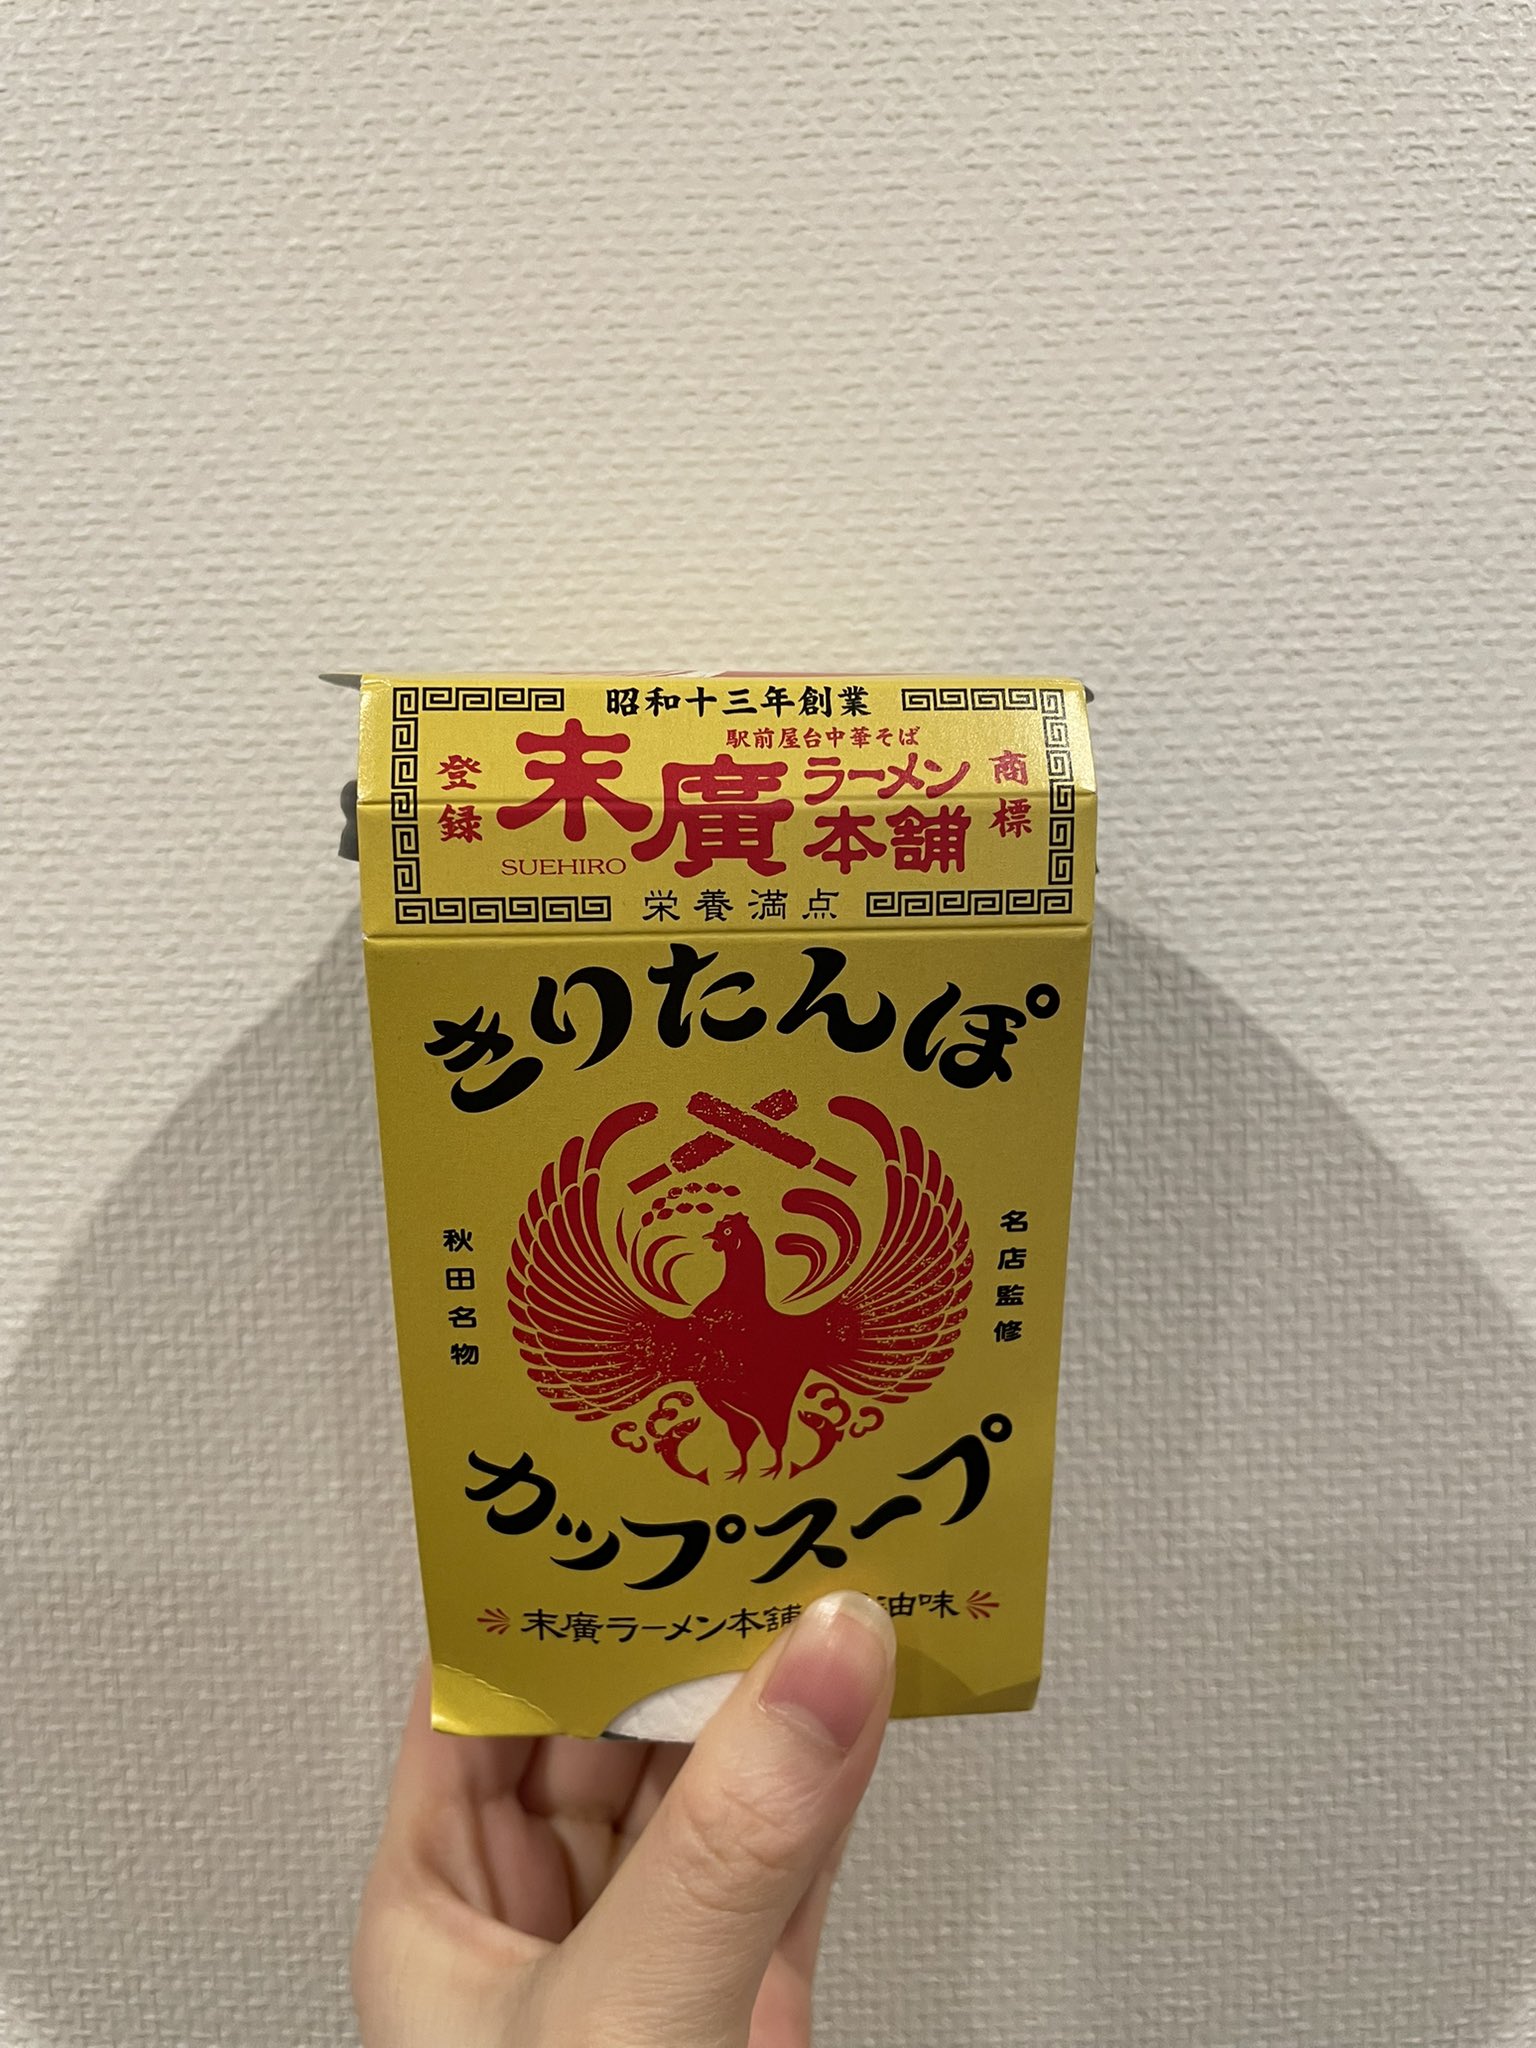 昭和十三年創業
駅前屋台中華そば
登録
末廣
ラーメン
本舗
商標
SUEHIRO
栄養満点
きりたんぽ
秋田名物
名店監修
カップスープ
末廣ラーメン本舗 油味